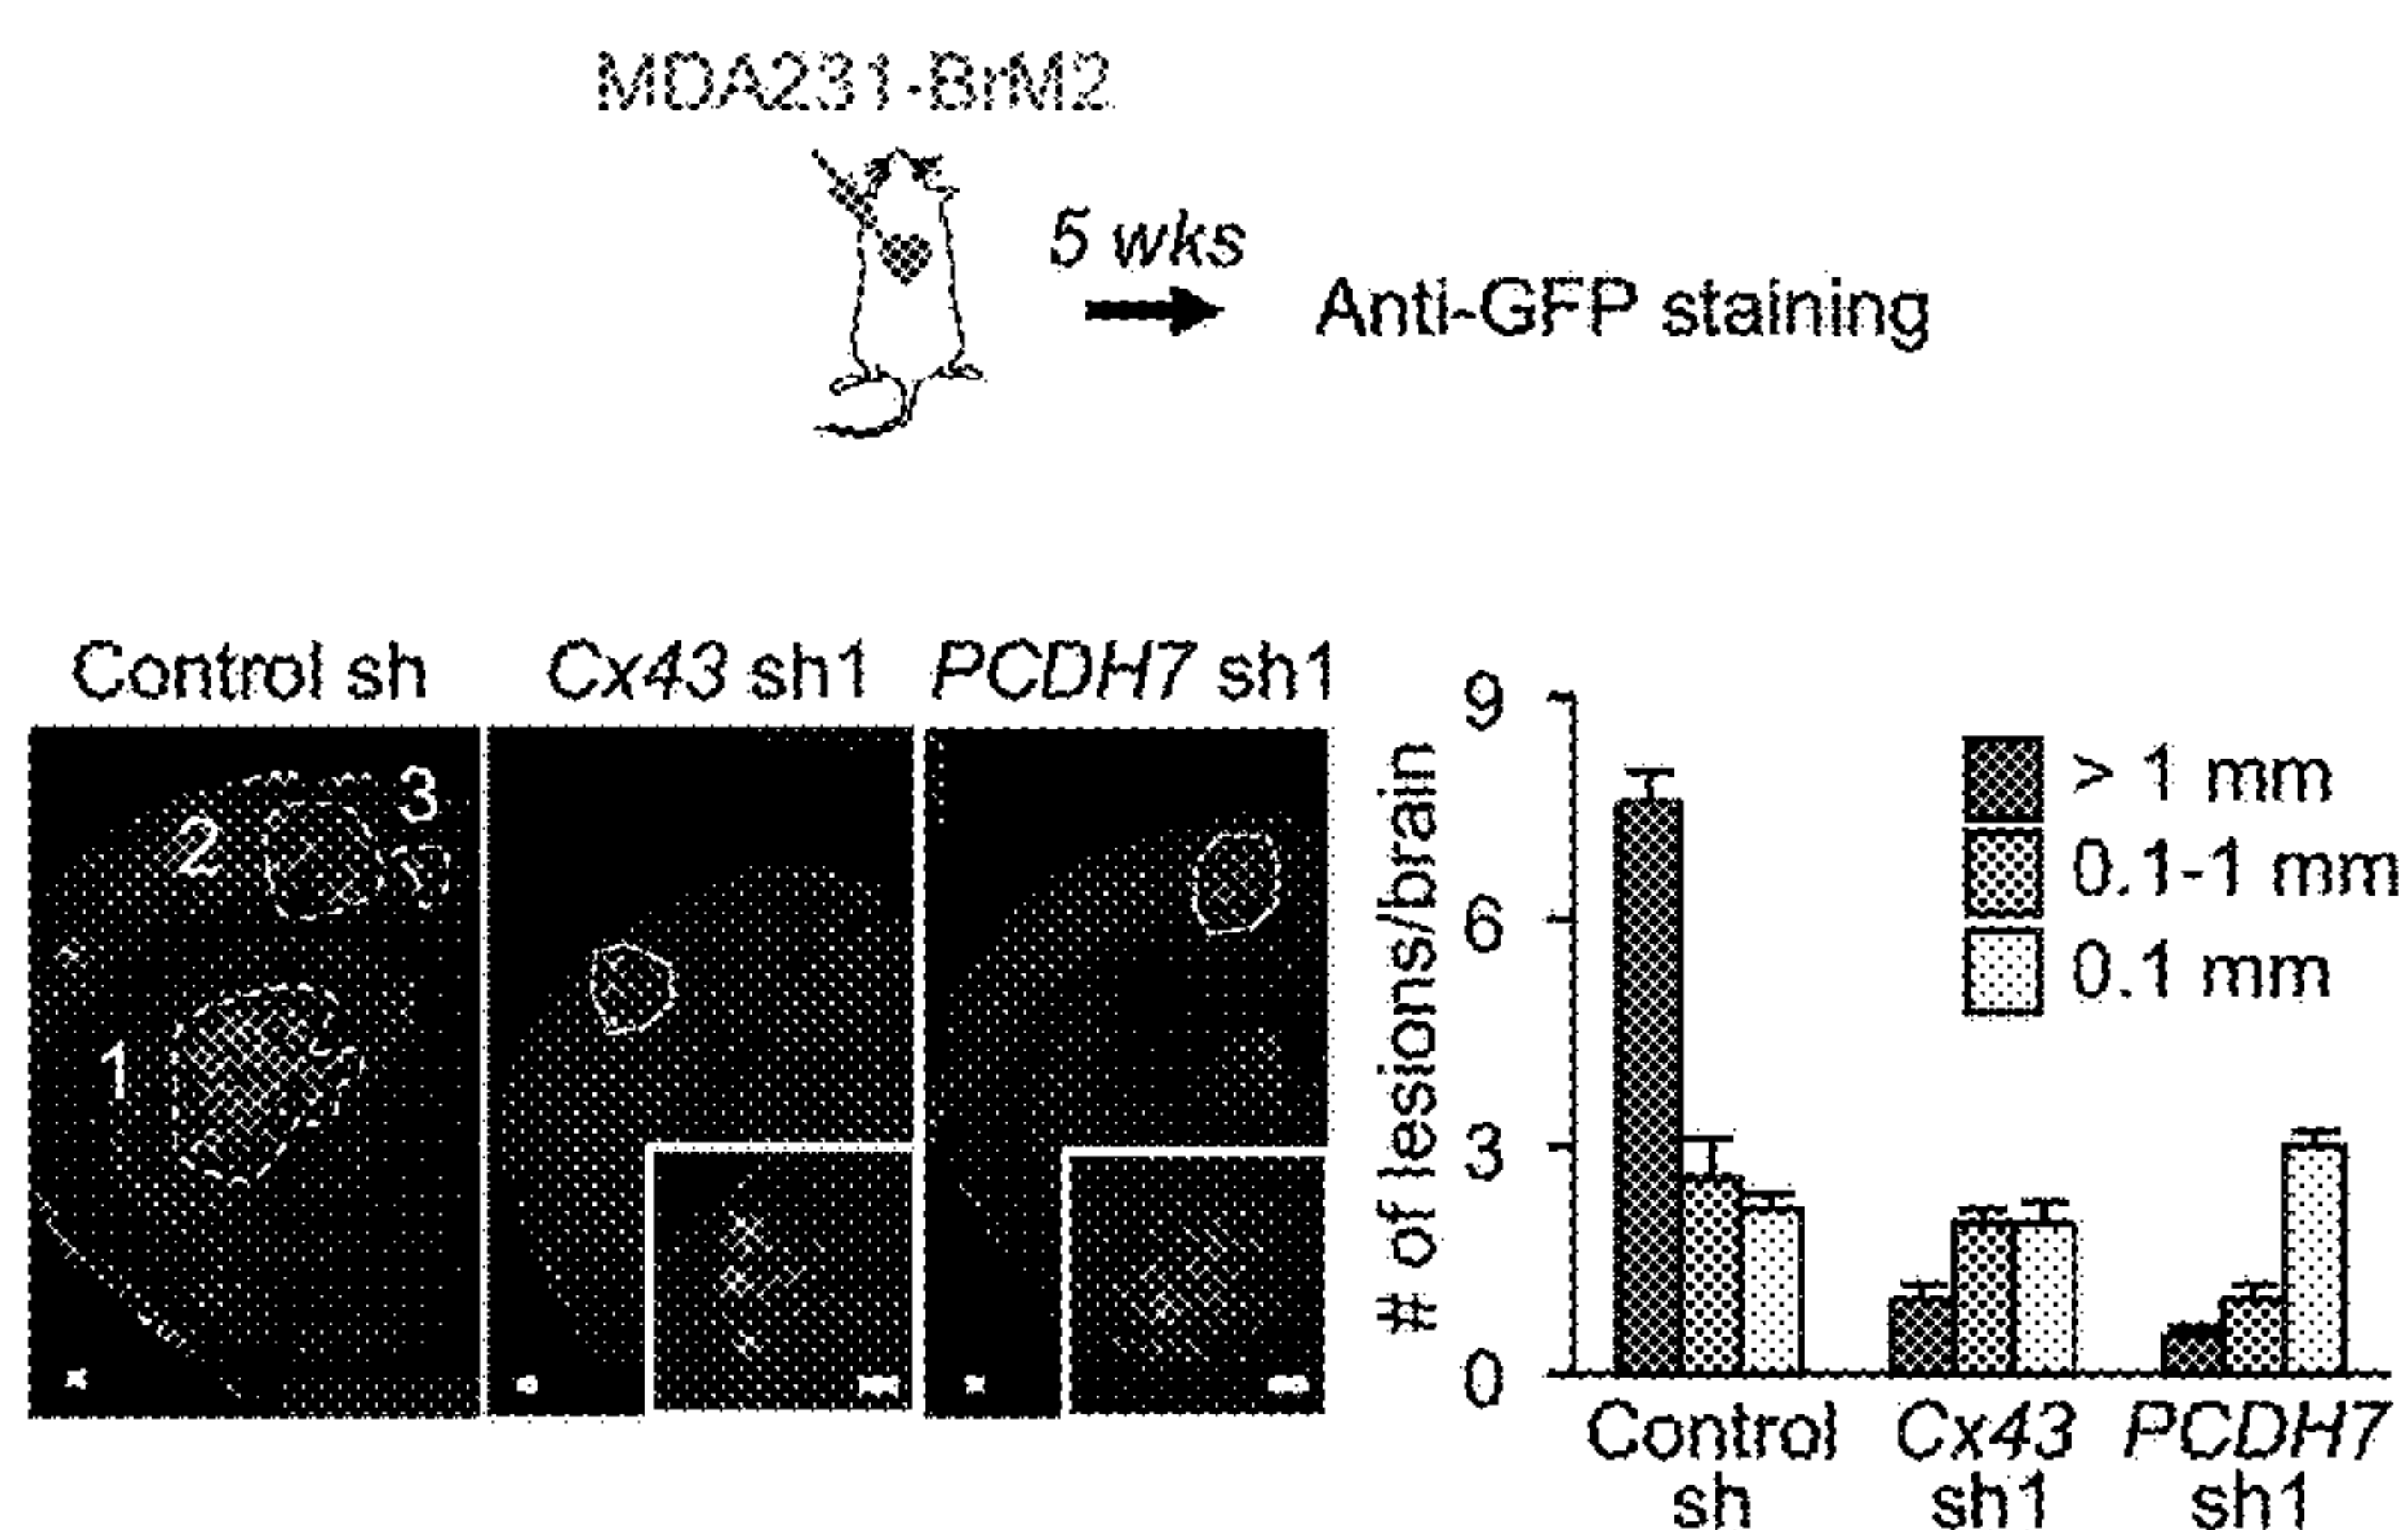 MDA231-BrM2
5 wks
Anti-GFP staining
Control sh
Cx43 sh1
PCDH7 sh1
1
2
3
# of lesions/brain
9
6
3
0
> 1 mm
0.1-1 mm
0.1 mm
Control
sh
Cx43
sh1
PCDH7
sh1